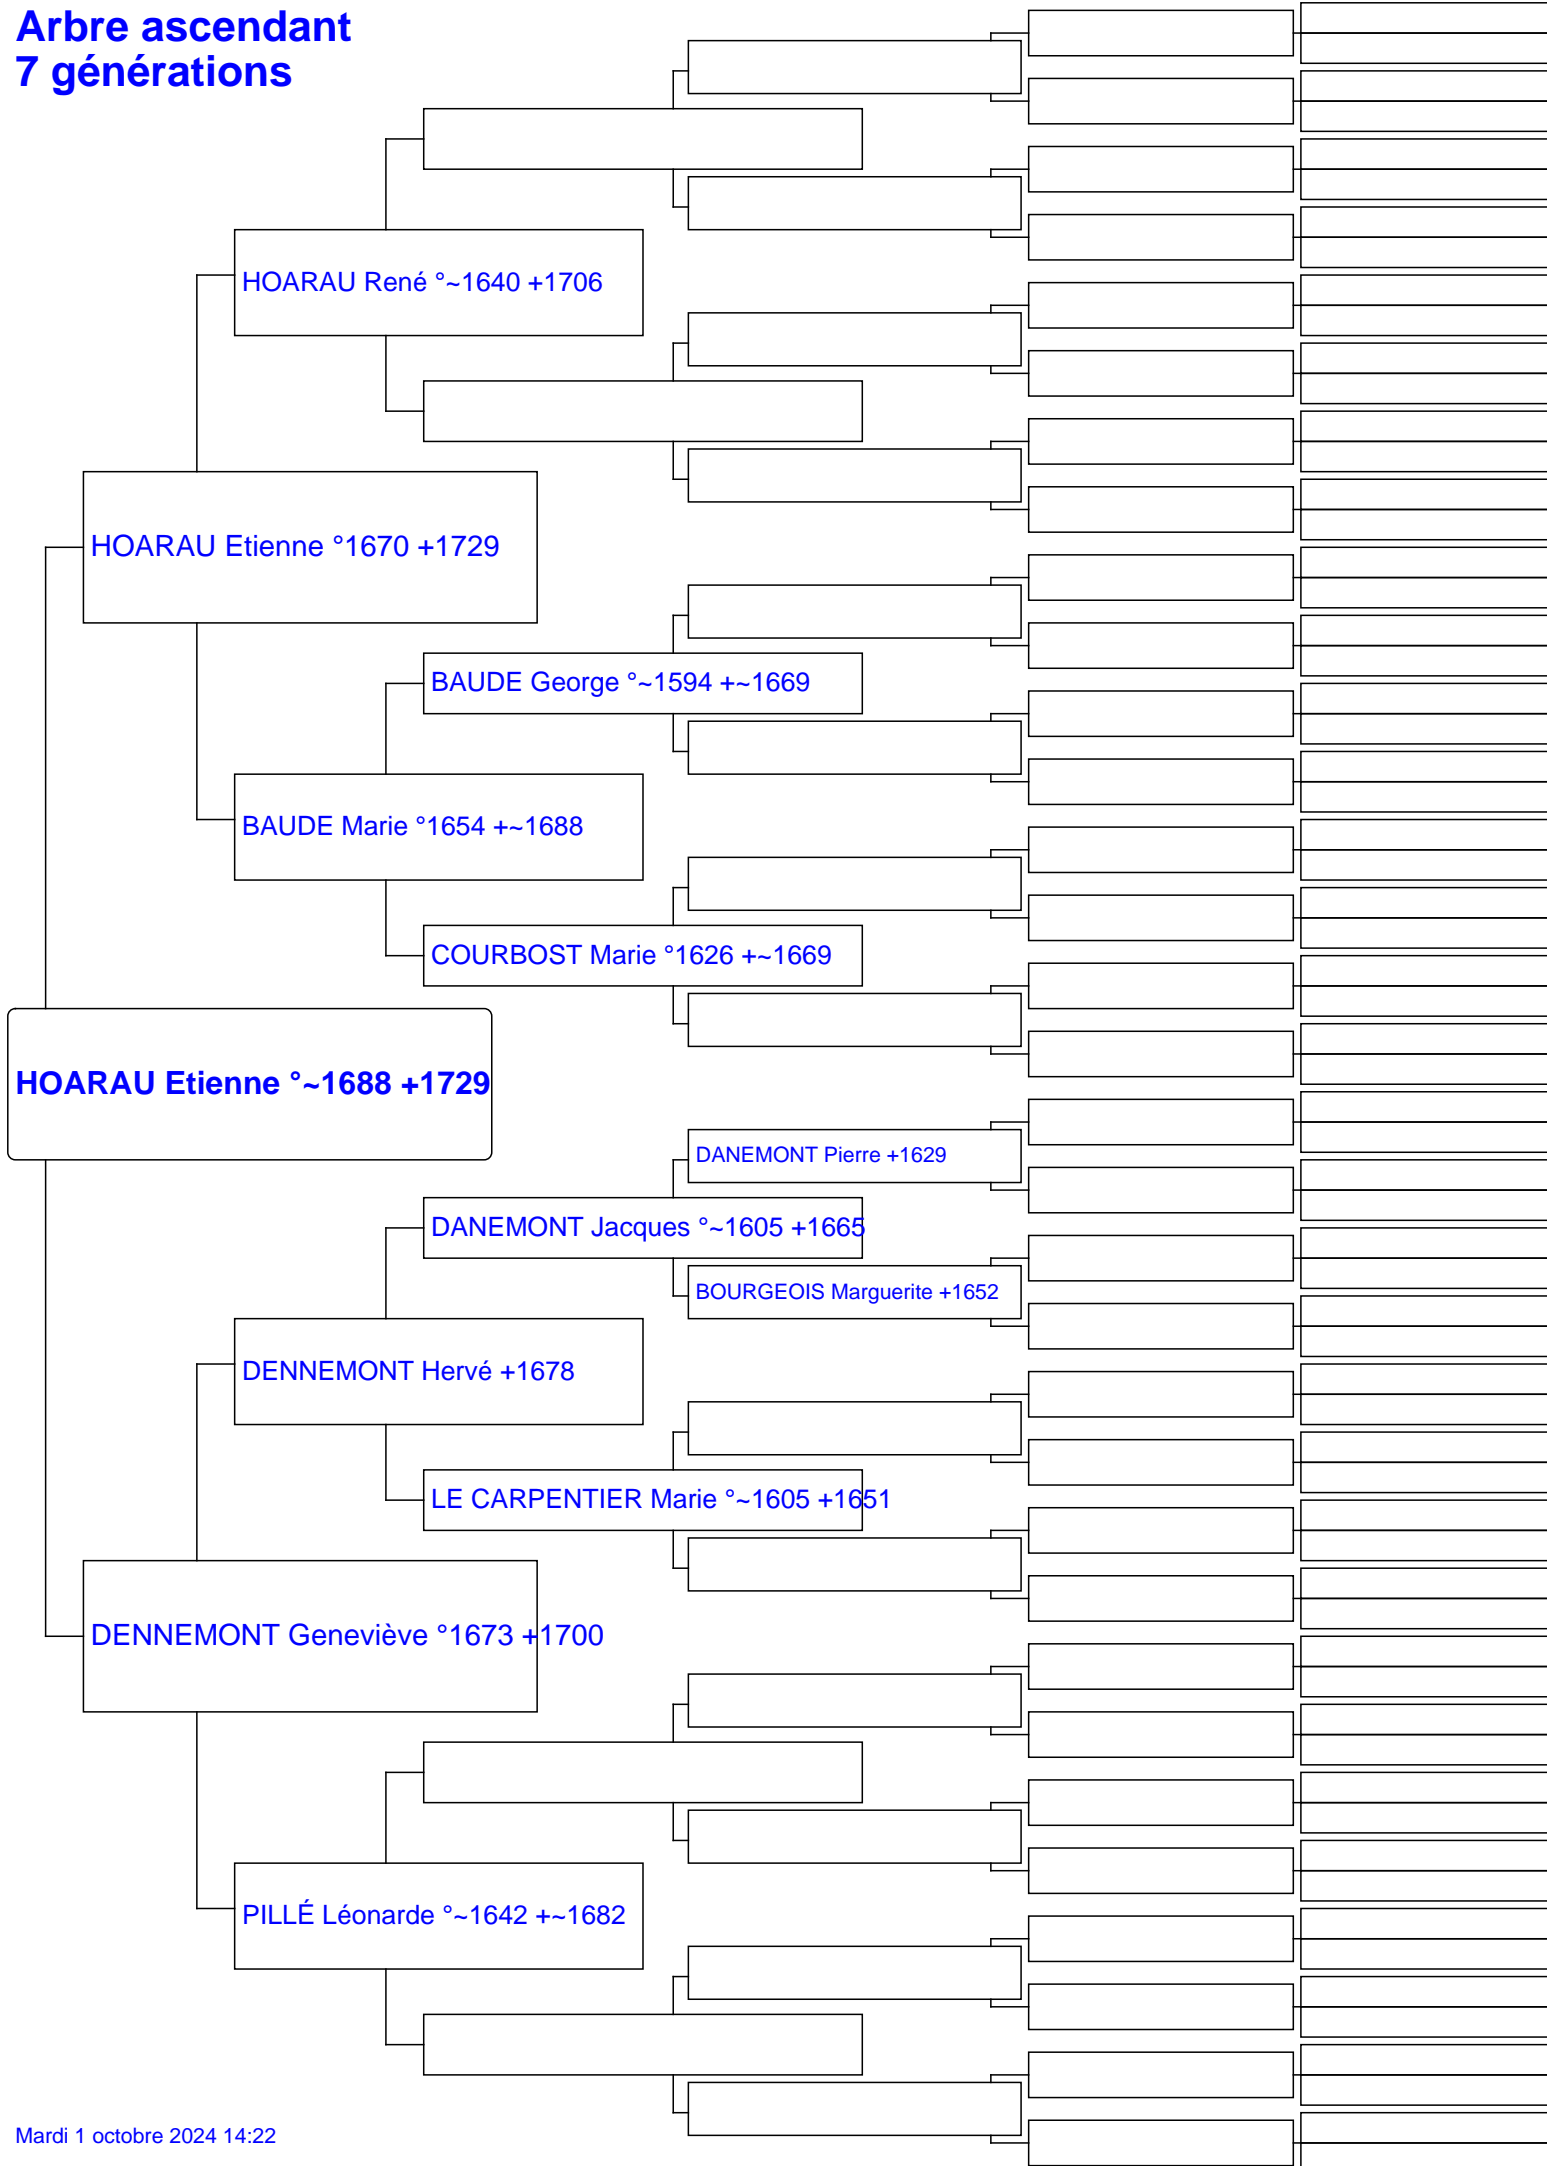 Arbre ascendant
7 générations
HOARAU René °~1640 +1706
HOARAU Etienne °1670 +1729
BAUDE George °~1594 +~1669
BAUDE Marie °1654 +~1688
COURBOST Marie °1626 +~1669
HOARAU Etienne °~1688 +1729
DANEMONT Pierre +1629
DANEMONT Jacques °~1605 +1665
BOURGEOIS Marguerite +1652
DENNEMONT Hervé +1678
LE CARPENTIER Marie °~1605 +1651
DENNEMONT Geneviève °1673 +1700
PILLÉ Léonarde °~1642 +~1682
Mardi 1 octobre 2024 14:22